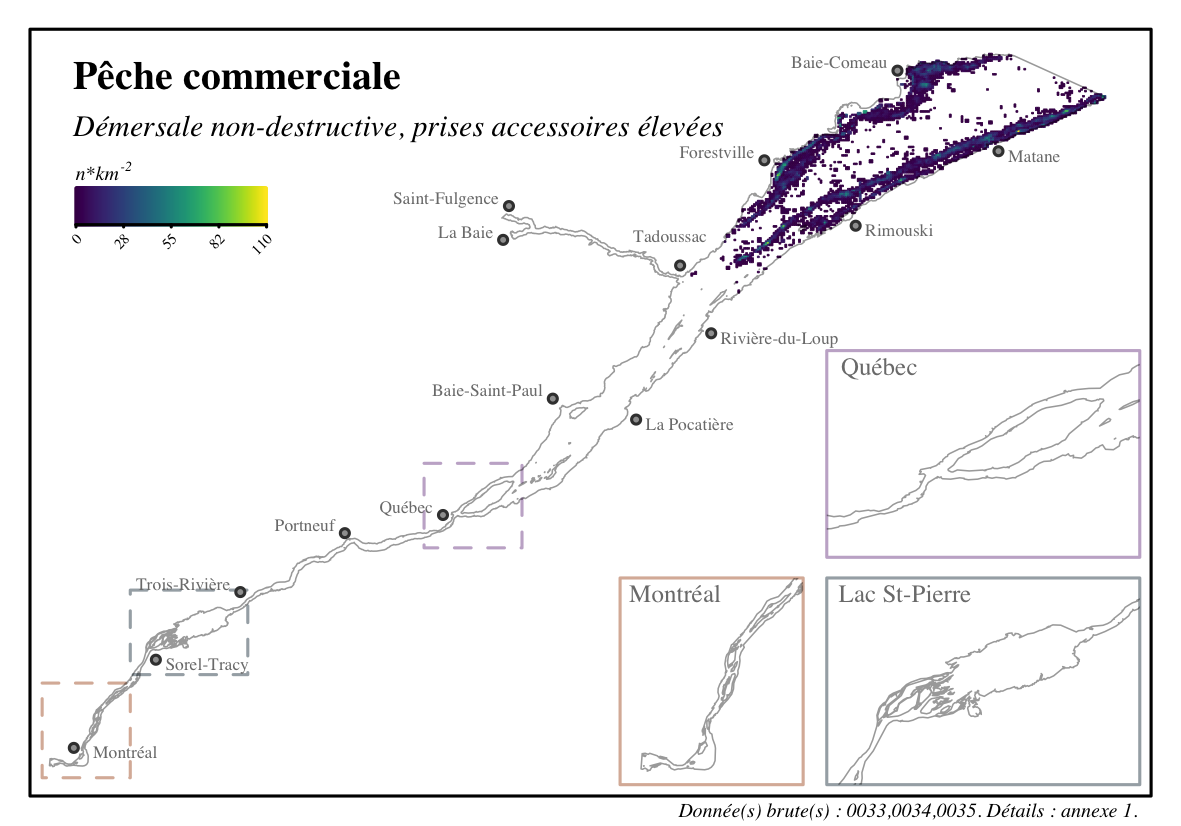 Pêche commerciale
Démersale non-destructive, prises accessoires élevées
n*km-2
0 28 55 82 110
Baie-Comeau
Forestville
Matane
Saint-Fulgence
La Baie
Tadoussac
Rimouski
Rivière-du-Loup
Baie-Saint-Paul
La Pocatière
Québec
Québec
Portneuf
Trois-Rivière
Sorel-Tracy
Montréal
Montréal
Lac St-Pierre
Donnée(s) brute(s) : 0033,0034,0035. Détails : annexe 1.